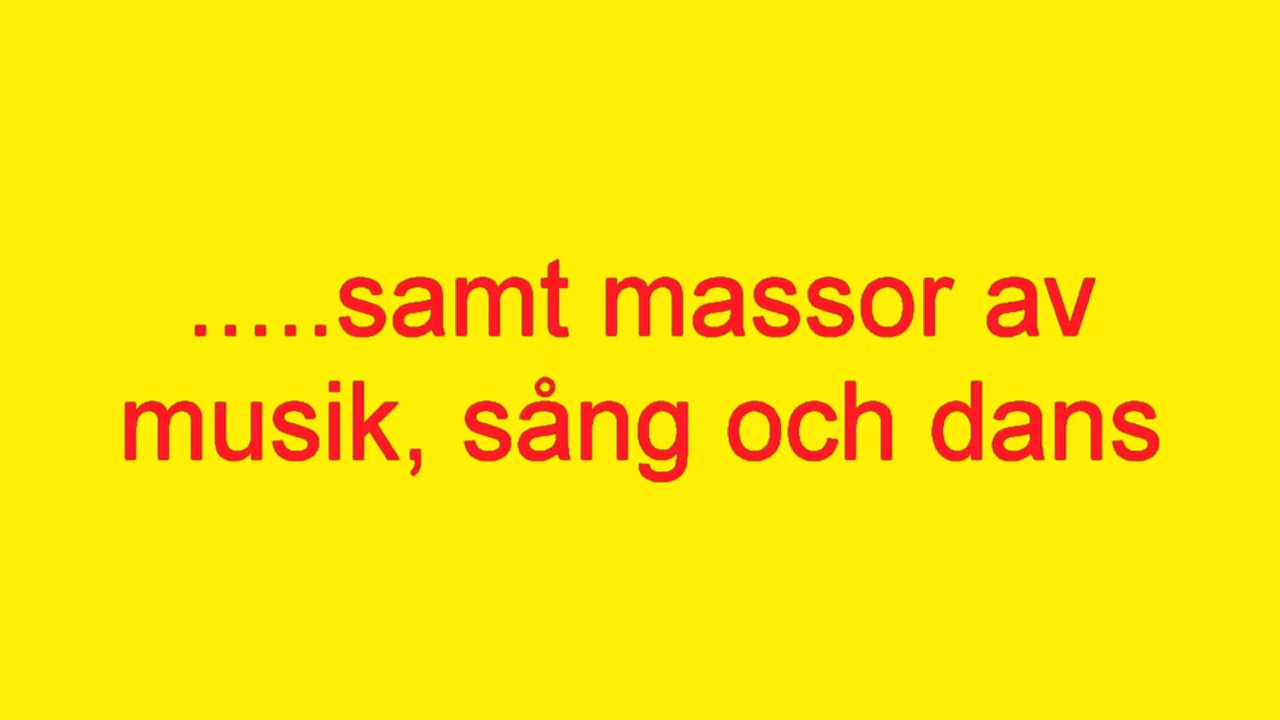 .....samt massor av
musik, sång och dans